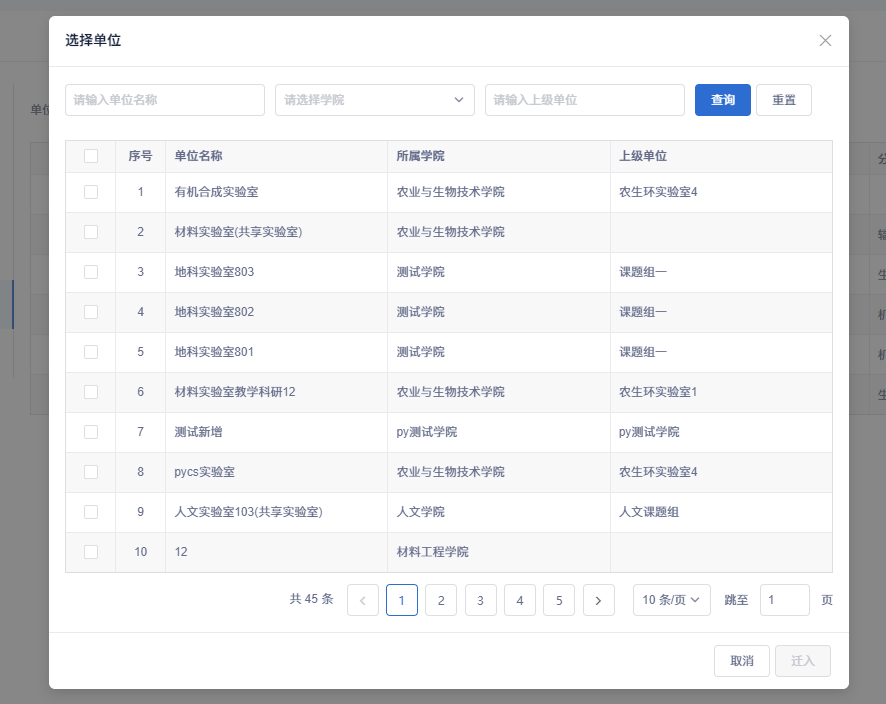 选择单位
单位
请输入单位名称 请选择学院 请输入上级单位 查询 重置
序号 单位名称 所属学院 上级单位
1 有机合成实验室 农业与生物技术学院 农生环实验室4
2 材料实验室(共享实验室) 农业与生物技术学院
3 地科实验室803 测试学院 课题组一
4 地科实验室802 测试学院 课题组一
5 地科实验室801 测试学院 课题组一
6 材料实验室教学科研12 农业与生物技术学院 农生环实验室1
7 测试新增 py测试学院 py测试学院
8 pycs实验室 农业与生物技术学院 农生环实验室4
9 人文实验室103(共享实验室) 人文学院 人文课题组
10 12 材料工程学院
共 45 条 1 2 3 4 5 10 条/页 跳至 1 页
取消 迁入